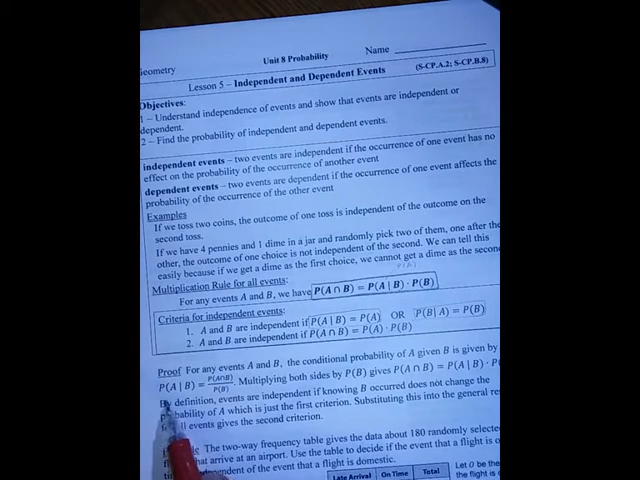 Geometry
Unit 8 Probability
Name
Lesson 5 – Independent and Dependent Events
(S-CP.A.2; S-CP.B.8)
Objectives:
1 – Understand independence of events and show that events are independent or
dependent.
2 – Find the probability of independent and dependent events.
independent events – two events are independent if the occurrence of one event has no
effect on the probability of the occurrence of another event
dependent events – two events are dependent if the occurrence of one event affects the
probability of the occurrence of the other event
Examples
If we toss two coins, the outcome of one toss is independent of the outcome on the
second toss.
If we have 4 pennies and 1 dime in a jar and randomly pick two of them, one after the
other, the outcome of one choice is not independent of the second. We can tell this
easily because if we get a dime as the first choice, we cannot get a dime as the second
Multiplication Rule for all events:
For any events A and B, we have P(A ∩ B) = P(A | B) · P(B)
Criteria for independent events:
1. A and B are independent if P(A | B) = P(A) OR P(B | A) = P(B)
2. A and B are independent if P(A ∩ B) = P(A) · P(B)
Proof For any events A and B, the conditional probability of A given B is given by
P(A | B) = P(A∩B)/P(B). Multiplying both sides by P(B) gives P(A ∩ B) = P(A | B) · P(
By definition, events are independent if knowing B occurred does not change the
probability of A which is just the first criterion. Substituting this into the general res
all events gives the second criterion.
The two-way frequency table gives the data about 180 randomly selecte
that arrive at an airport. Use the table to decide if the event that a flight is o
independent of the event that a flight is domestic.
Late Arrival On Time Total
Let O be the
the flight is